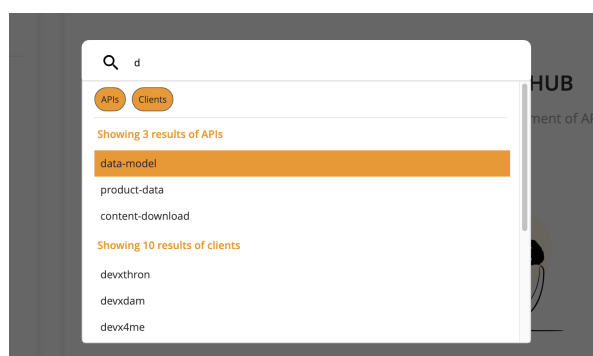 d
HUB
APIs Clients
ment of
Showing 3 results of APIs
data-model
product-data
content-download
Showing 10 results of clients
devxthron
devxdam
devx4me